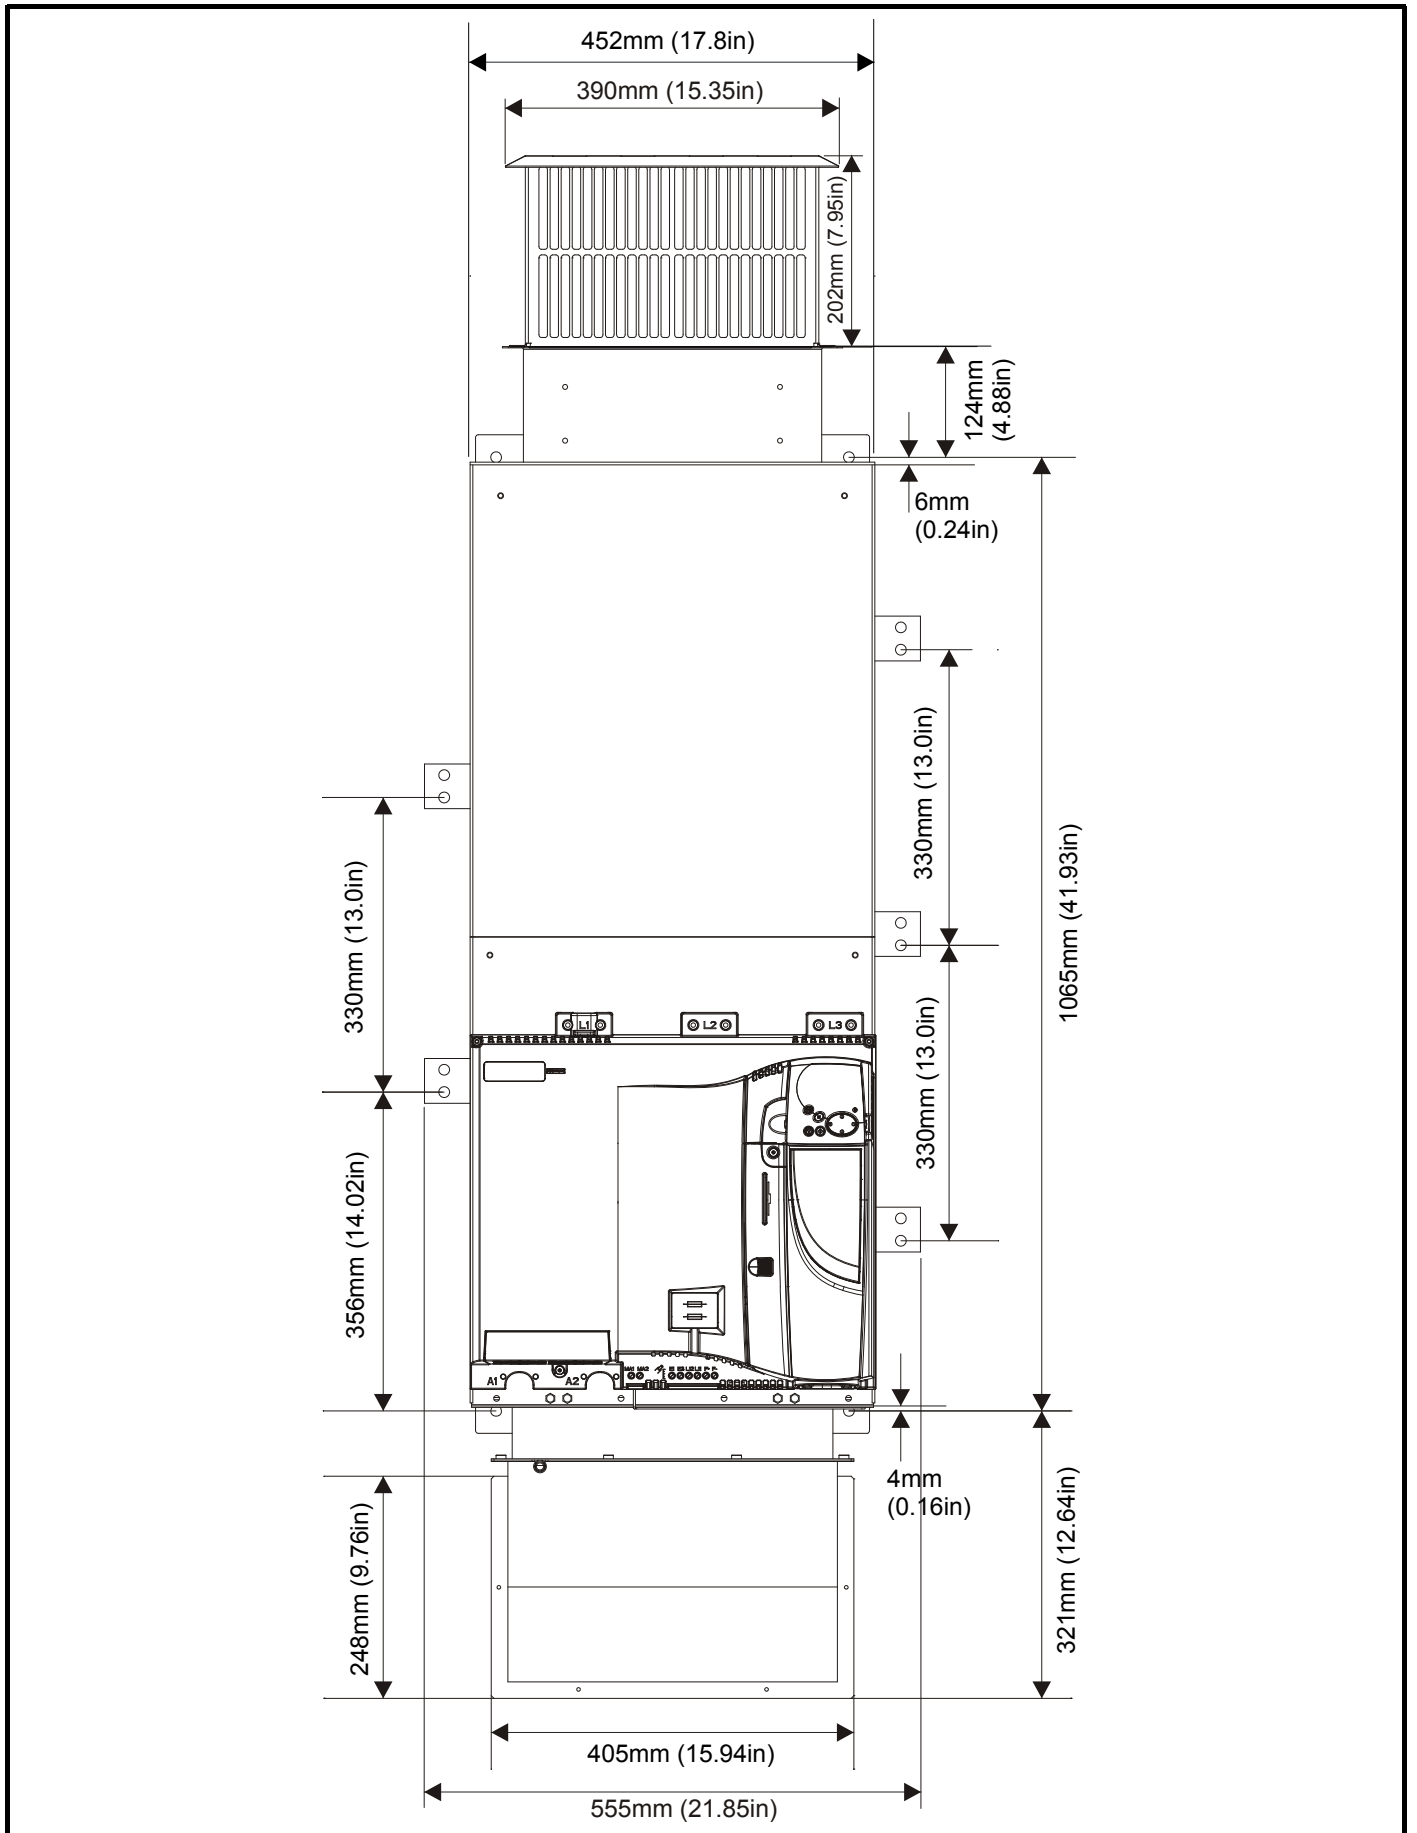 452mm (17.8in)
390mm (15.35in)
202mm (7.95in)
124mm
(4.88in)
6mm
(0.24in)
330mm (13.0in)
1065mm (41.93in)
330mm (13.0in)
330mm (13.0in)
L1
L2
L3
356mm (14.02in)
MA1 MA2
A1
A2
4mm
(0.16in)
248mm (9.76in)
321mm (12.64in)
405mm (15.94in)
555mm (21.85in)